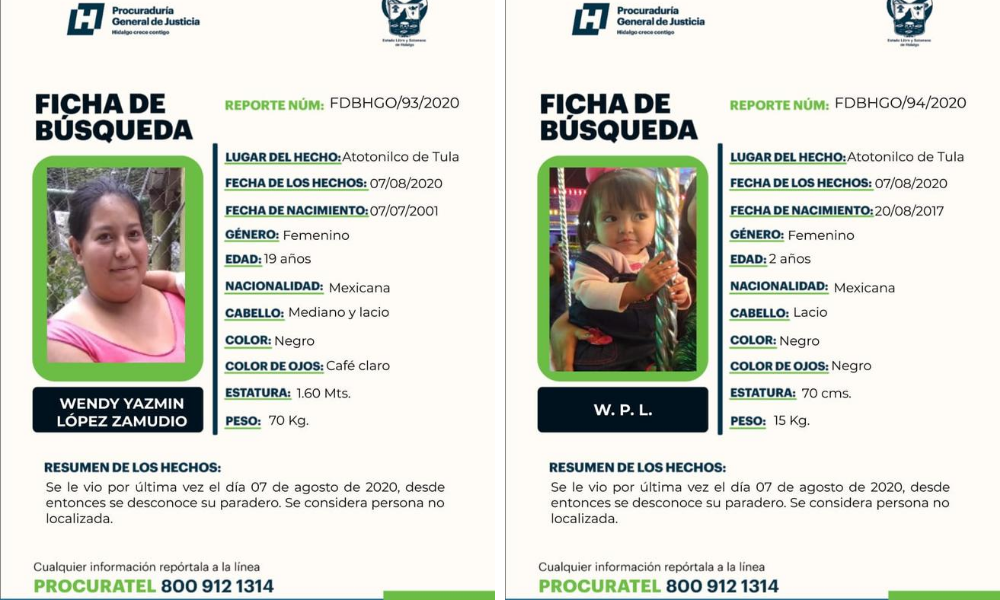 Procuraduría
General de Justicia
Hidalgo crece contigo
Estado Libre y Soberano
de Hidalgo
FICHA DE
BÚSQUEDA
REPORTE NÚM: FDBHGO/93/2020
LUGAR DEL HECHO: Atotonilco de Tula
FECHA DE LOS HECHOS: 07/08/2020
FECHA DE NACIMIENTO: 07/07/2001
GÉNERO: Femenino
EDAD: 19 años
NACIONALIDAD: Mexicana
CABELLO: Mediano y lacio
COLOR: Negro
COLOR DE OJOS: Café claro
ESTATURA: 1.60 Mts.
PESO: 70 Kg.
WENDY YAZMIN
LÓPEZ ZAMUDIO
RESUMEN DE LOS HECHOS:
Se le vio por última vez el día 07 de agosto de 2020, desde
entonces se desconoce su paradero. Se considera persona no
localizada.
Cualquier información repórtala a la línea
PROCURATEL 800 912 1314
Procuraduría
General de Justicia
Hidalgo crece contigo
Estado Libre y Soberano
de Hidalgo
FICHA DE
BÚSQUEDA
REPORTE NÚM: FDBHGO/94/2020
LUGAR DEL HECHO: Atotonilco de Tula
FECHA DE LOS HECHOS: 07/08/2020
FECHA DE NACIMIENTO: 20/08/2017
GÉNERO: Femenino
EDAD: 2 años
NACIONALIDAD: Mexicana
CABELLO: Lacio
COLOR: Negro
COLOR DE OJOS: Negro
ESTATURA: 70 cms.
PESO: 15 Kg.
W. P. L.
RESUMEN DE LOS HECHOS:
Se le vio por última vez el día 07 de agosto de 2020, desde
entonces se desconoce su paradero. Se considera persona no
localizada.
Cualquier información repórtala a la línea
PROCURATEL 800 912 1314